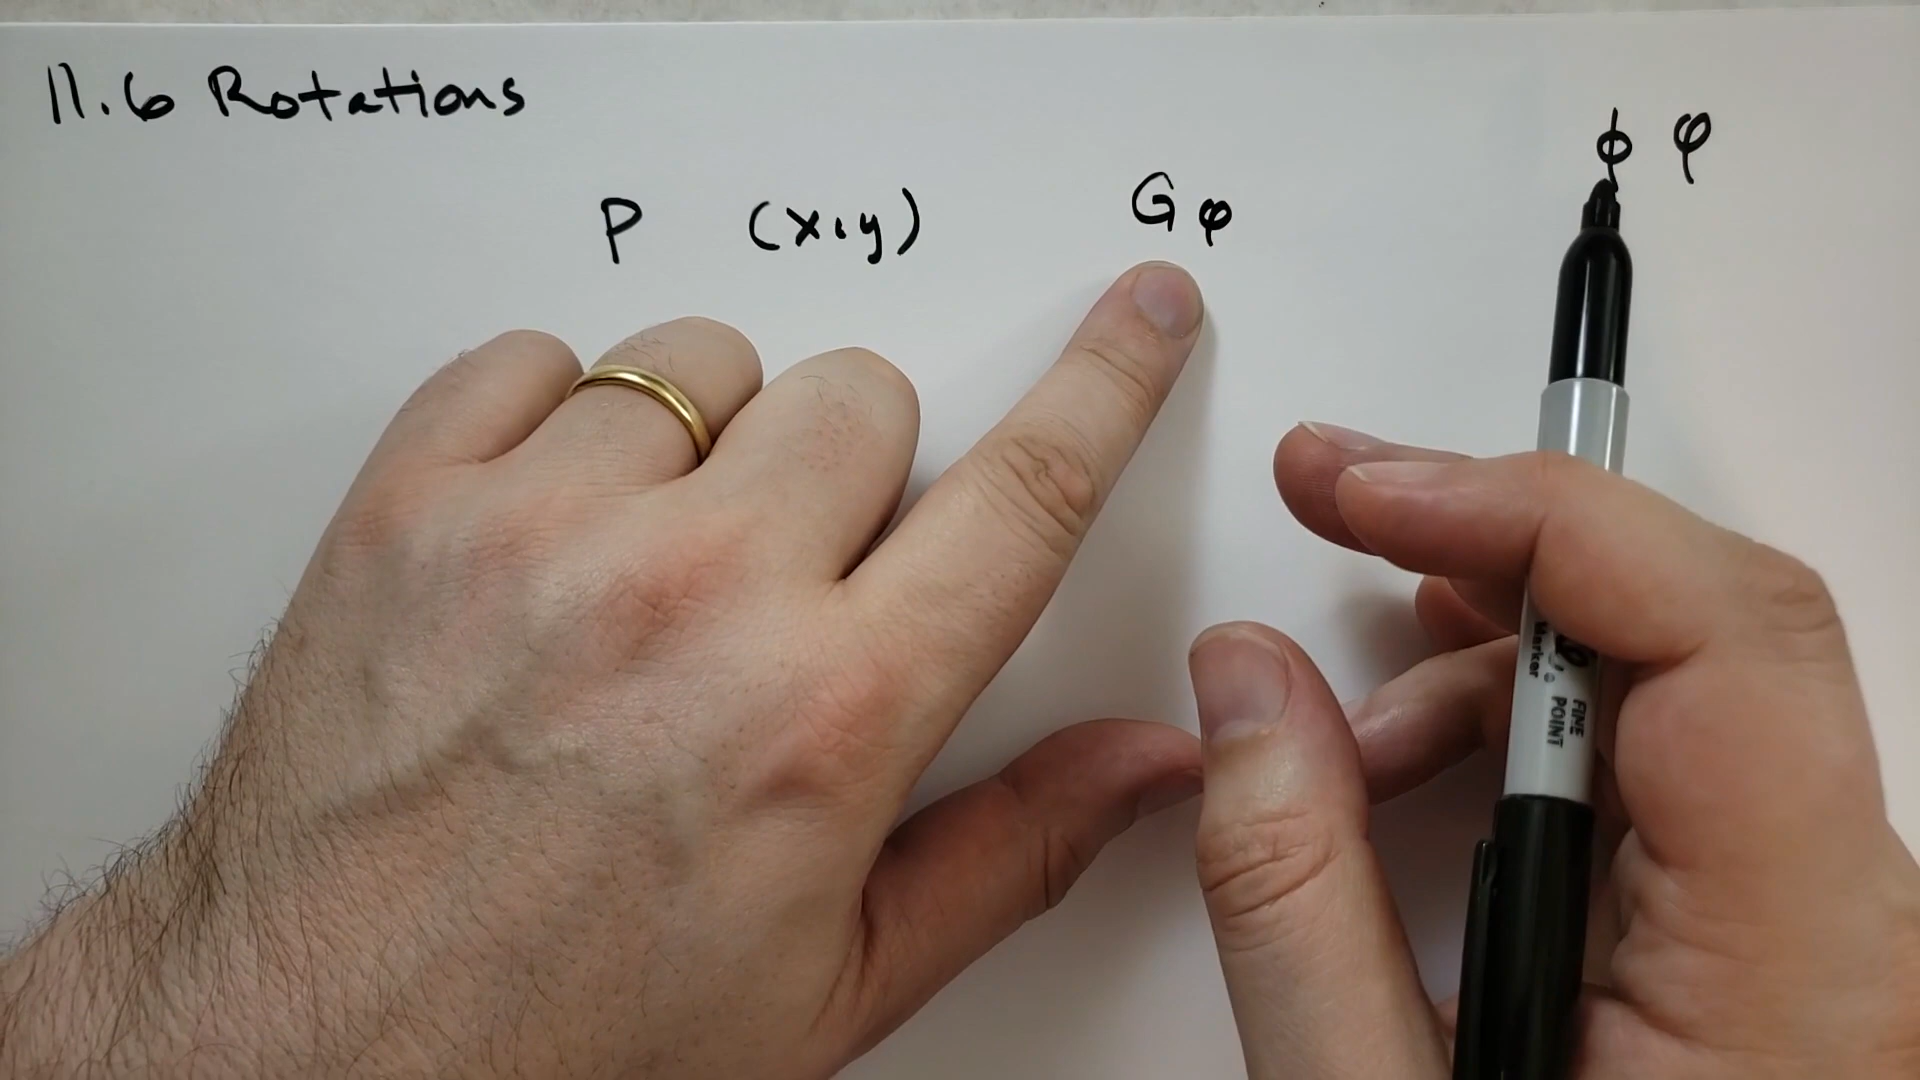 11.6 Rotations
ϕ φ
P (x,y) Gφ
Marker
FINE
POINT